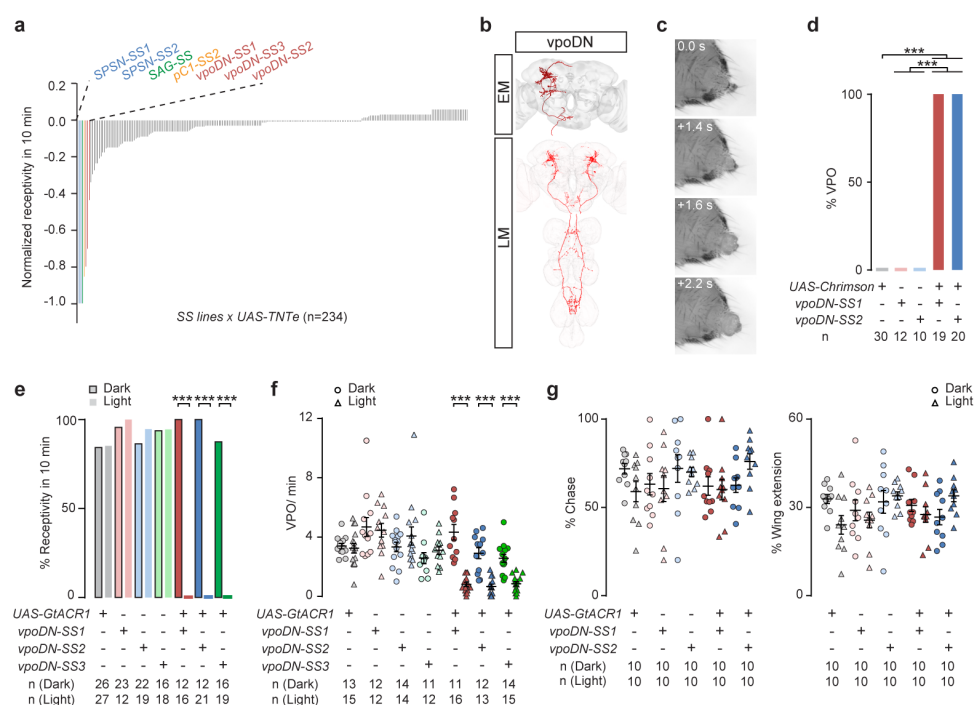 a
SPSN-SS1
SPSN-SS2
SAG-SS
pC1-SS2
vpoDN-SS1
vpoDN-SS3
vpoDN-SS2
Normalized receptivity in 10 min
0.2
0.0
-0.2
-0.4
-0.6
-0.8
-1.0
SS lines x UAS-TNTe (n=234)
b
vpoDN
EM
LM
c
0.0 s
+1.4 s
+1.6 s
+2.2 s
d
***
***
% VPO
100
50
0
UAS-Chrimson + - - + +
vpoDN-SS1 - + - + -
vpoDN-SS2 - - + - +
n 30 12 10 19 20
e
Dark
Light
*** *** ***
% Receptivity in 10 min
100
50
0
UAS-GtACR1 + - - - + + +
vpoDN-SS1 - + - - + - -
vpoDN-SS2 - - + - - + -
vpoDN-SS3 - - - + - - +
n (Dark) 26 23 22 16 12 12 16
n (Light) 27 12 19 18 16 21 19
f
Dark
Light
*** *** ***
VPO/ min
12
8
4
0
UAS-GtACR1 + - - - + + +
vpoDN-SS1 - + - - + - -
vpoDN-SS2 - - + - - + -
vpoDN-SS3 - - - + - - +
n (Dark) 13 12 14 11 11 12 14
n (Light) 15 12 14 12 16 13 15
g
Dark
Light
% Chase
100
50
0
% Wing extension
60
30
0
UAS-GtACR1 + - - + + + - - + +
vpoDN-SS1 - + - + - - + - + -
vpoDN-SS2 - - + - + - - + - +
n (Dark) 10 10 10 10 10 10 10 10 10 10
n (Light) 10 10 10 10 10 10 10 10 10 10